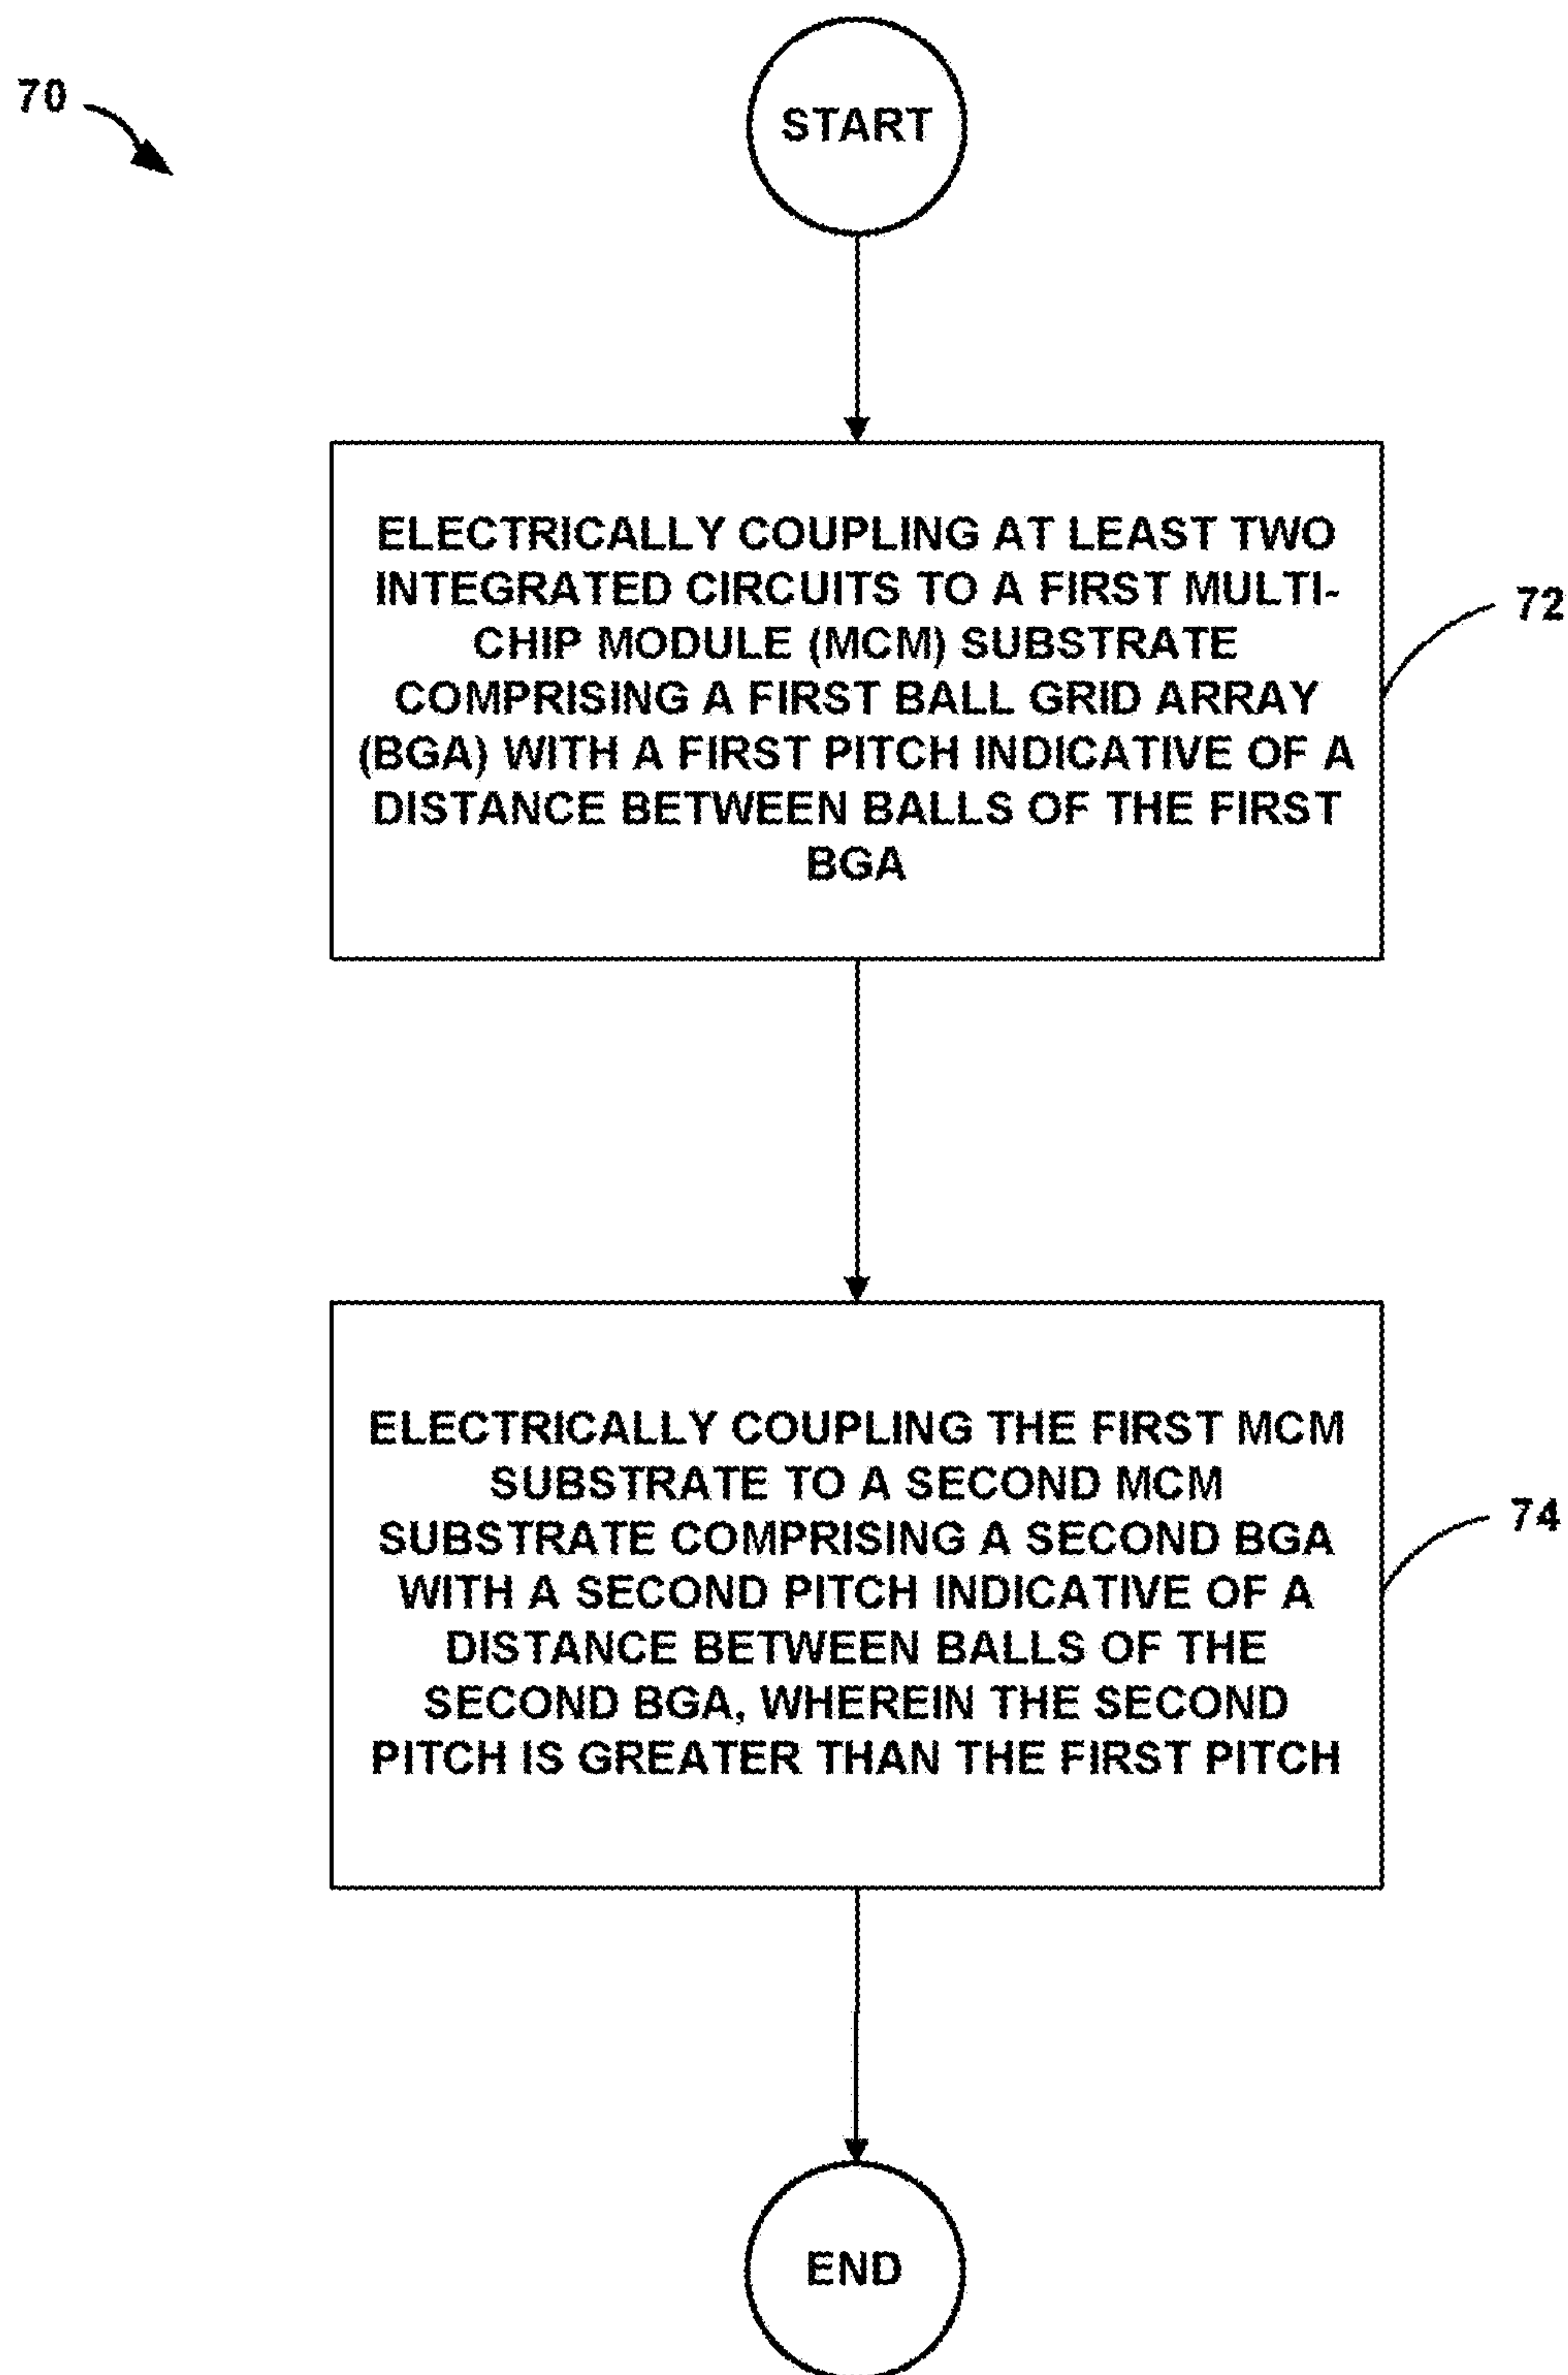 70
START
ELECTRICALLY COUPLING AT LEAST TWO
INTEGRATED CIRCUITS TO A FIRST MULTI-
CHIP MODULE (MCM) SUBSTRATE
COMPRISING A FIRST BALL GRID ARRAY
(BGA) WITH A FIRST PITCH INDICATIVE OF A
DISTANCE BETWEEN BALLS OF THE FIRST
BGA
72
ELECTRICALLY COUPLING THE FIRST MCM
SUBSTRATE TO A SECOND MCM
SUBSTRATE COMPRISING A SECOND BGA
WITH A SECOND PITCH INDICATIVE OF A
DISTANCE BETWEEN BALLS OF THE
SECOND BGA, WHEREIN THE SECOND
PITCH IS GREATER THAN THE FIRST PITCH
74
END